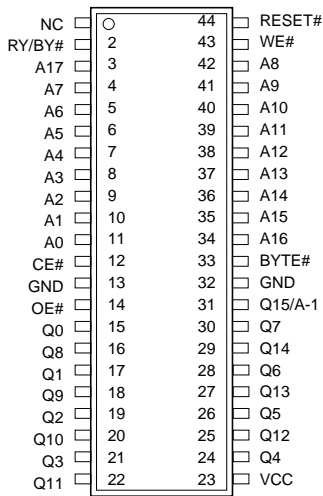 NC 44 RESET#
RY/BY# 2 43 WE#
A17 3 42 A8
A7 4 41 A9
A6 5 40 A10
A5 6 39 A11
A4 7 38 A12
A3 8 37 A13
A2 9 36 A14
A1 10 35 A15
A0 11 34 A16
CE# 12 33 BYTE#
GND 13 32 GND
OE# 14 31 Q15/A-1
Q0 15 30 Q7
Q8 16 29 Q14
Q1 17 28 Q6
Q9 18 27 Q13
Q2 19 26 Q5
Q10 20 25 Q12
Q3 21 24 Q4
Q11 22 23 VCC